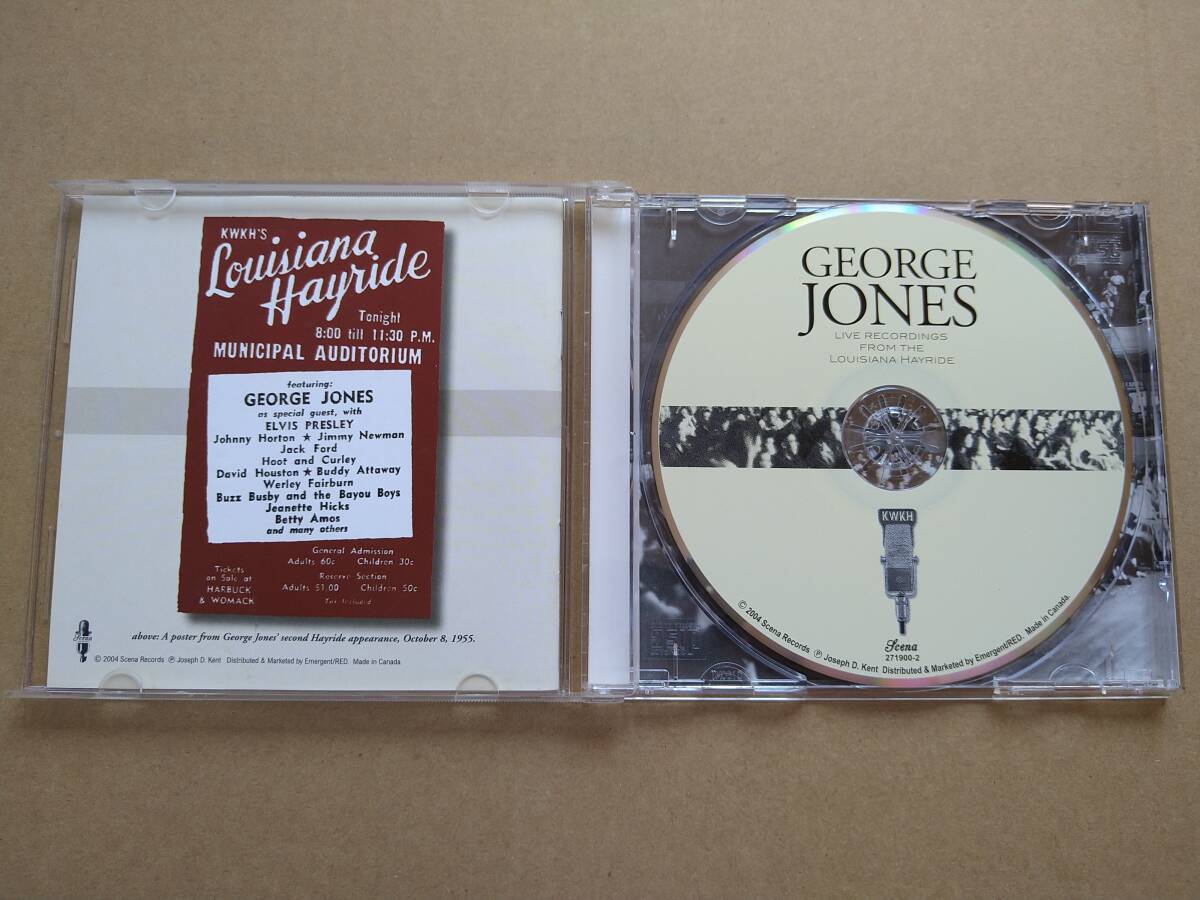 KWKH'S
Louisiana
Hayride
Tonight
8:00 till 11:30 P.M.
MUNICIPAL AUDITORIUM
featuring:
GEORGE JONES
as special guest, with
ELVIS PRESLEY
Johnny Horton ★ Jimmy Newman
Jack Ford
Hoot and Curley
David Houston ★ Buddy Attaway
Werley Fairburn
Buzz Busby and the Bayou Boys
Jeanette Hicks
Betty Amos
and many others
General Admission
Adults 60c Children 30c
Reserve Section
Adults $1.00 Children 50c
Tax Included
Tickets
on Sale at
HARBUCK
& WOMACK
above: A poster from George Jones' second Hayride appearance, October 8, 1955.
Scena
© 2004 Scena Records ℗ Joseph D. Kent Distributed & Marketed by Emergent/RED. Made in Canada.
GEORGE
JONES
LIVE RECORDINGS
FROM THE
LOUISIANA HAYRIDE
KWKH
Scena
271900-2
© 2004 Scena Records ℗ Joseph D. Kent Distributed & Marketed by Emergent/RED. Made in Canada.